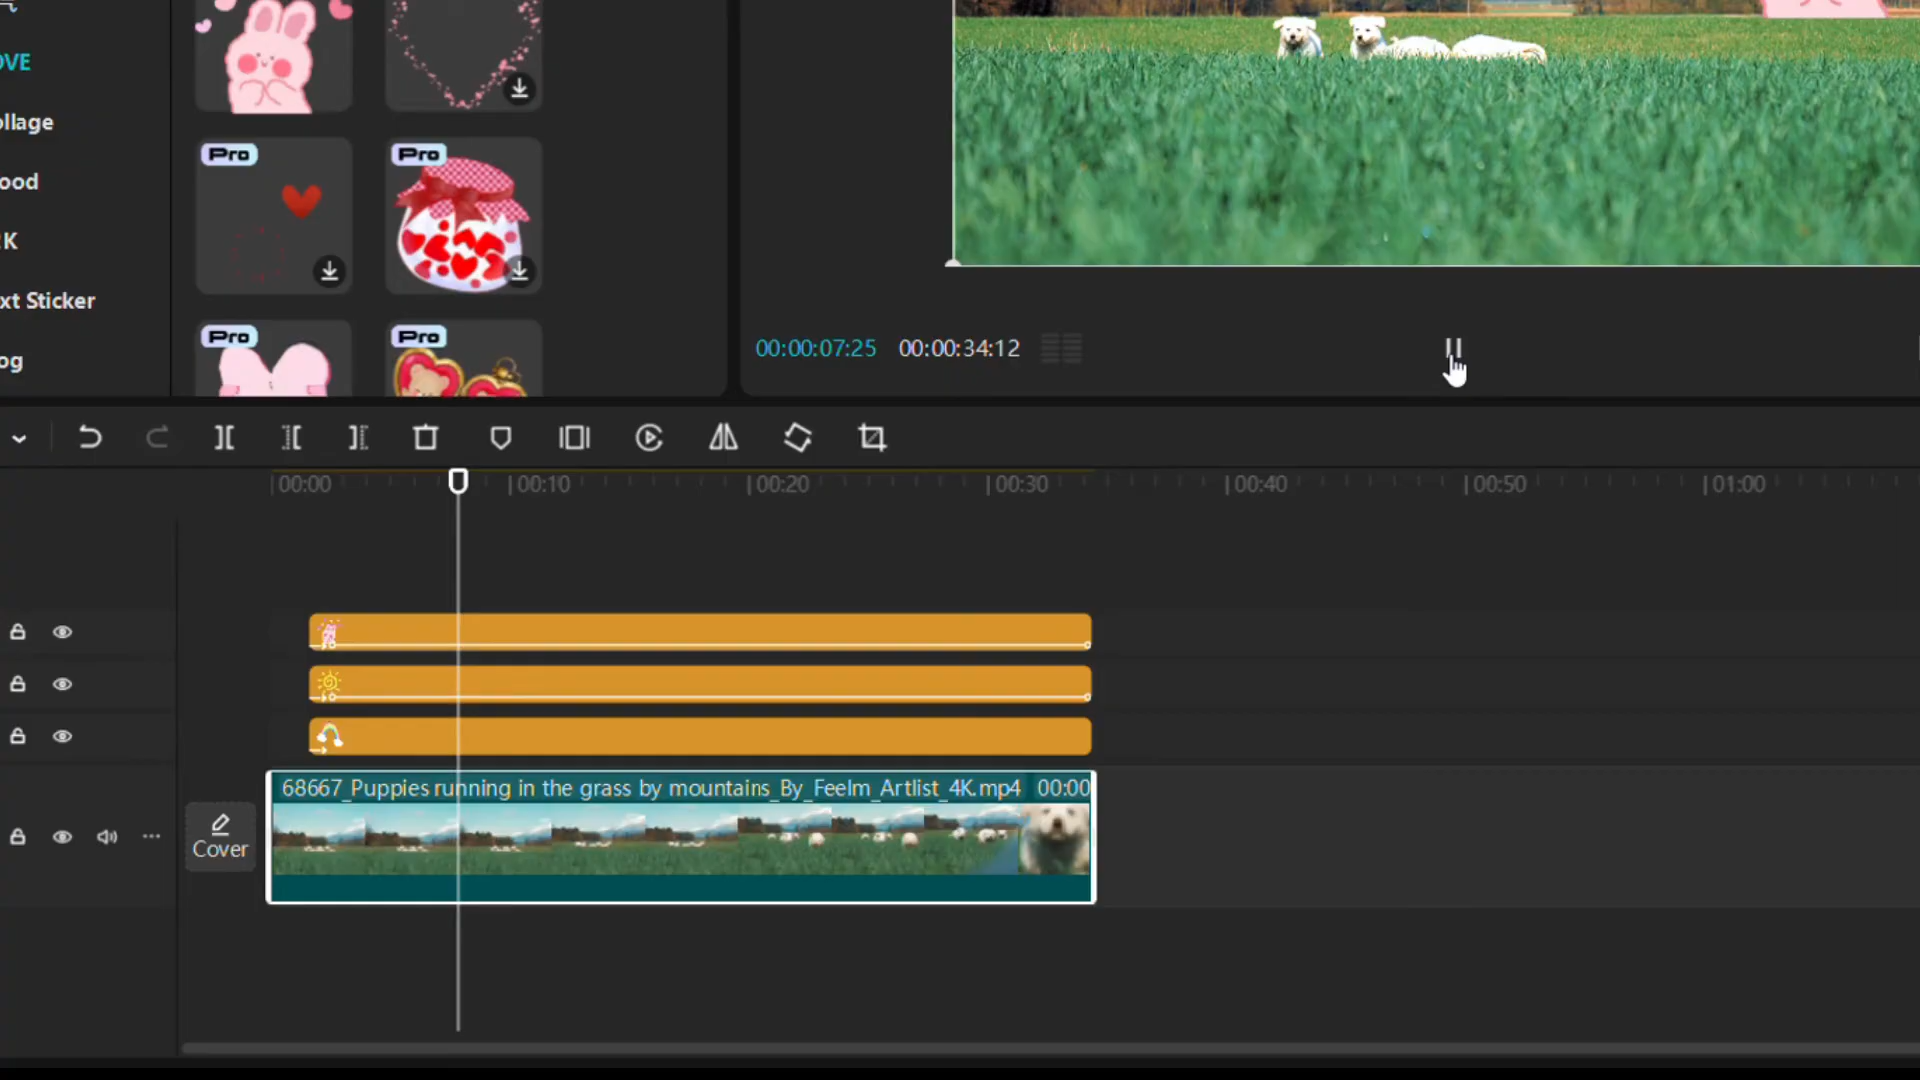 OVE
ollage
ood
K
xt Sticker
og
Pro
Pro
Pro
Pro
00:00:07:25 00:00:34:12
00:00 00:10 00:20 00:30 00:40 00:50 01:00
68667_Puppies running in the grass by mountains_By_Feelm_Artlist_4K.mp4 00:00
Cover